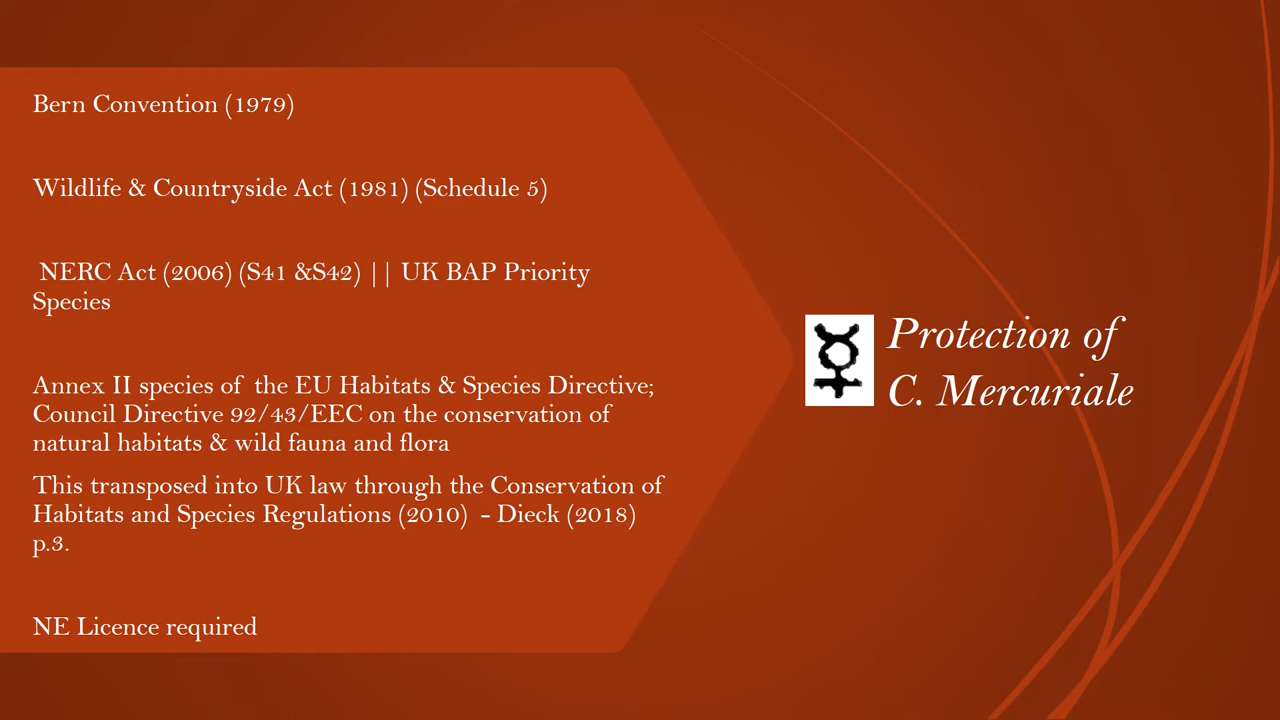 Bern Convention (1979)
Wildlife & Countryside Act (1981) (Schedule 5)
NERC Act (2006) (S41 &S42) || UK BAP Priority
Species
Annex II species of the EU Habitats & Species Directive;
Council Directive 92/43/EEC on the conservation of
natural habitats & wild fauna and flora
This transposed into UK law through the Conservation of
Habitats and Species Regulations (2010) - Dieck (2018)
p.3.
NE Licence required
Protection of
C. Mercuriale